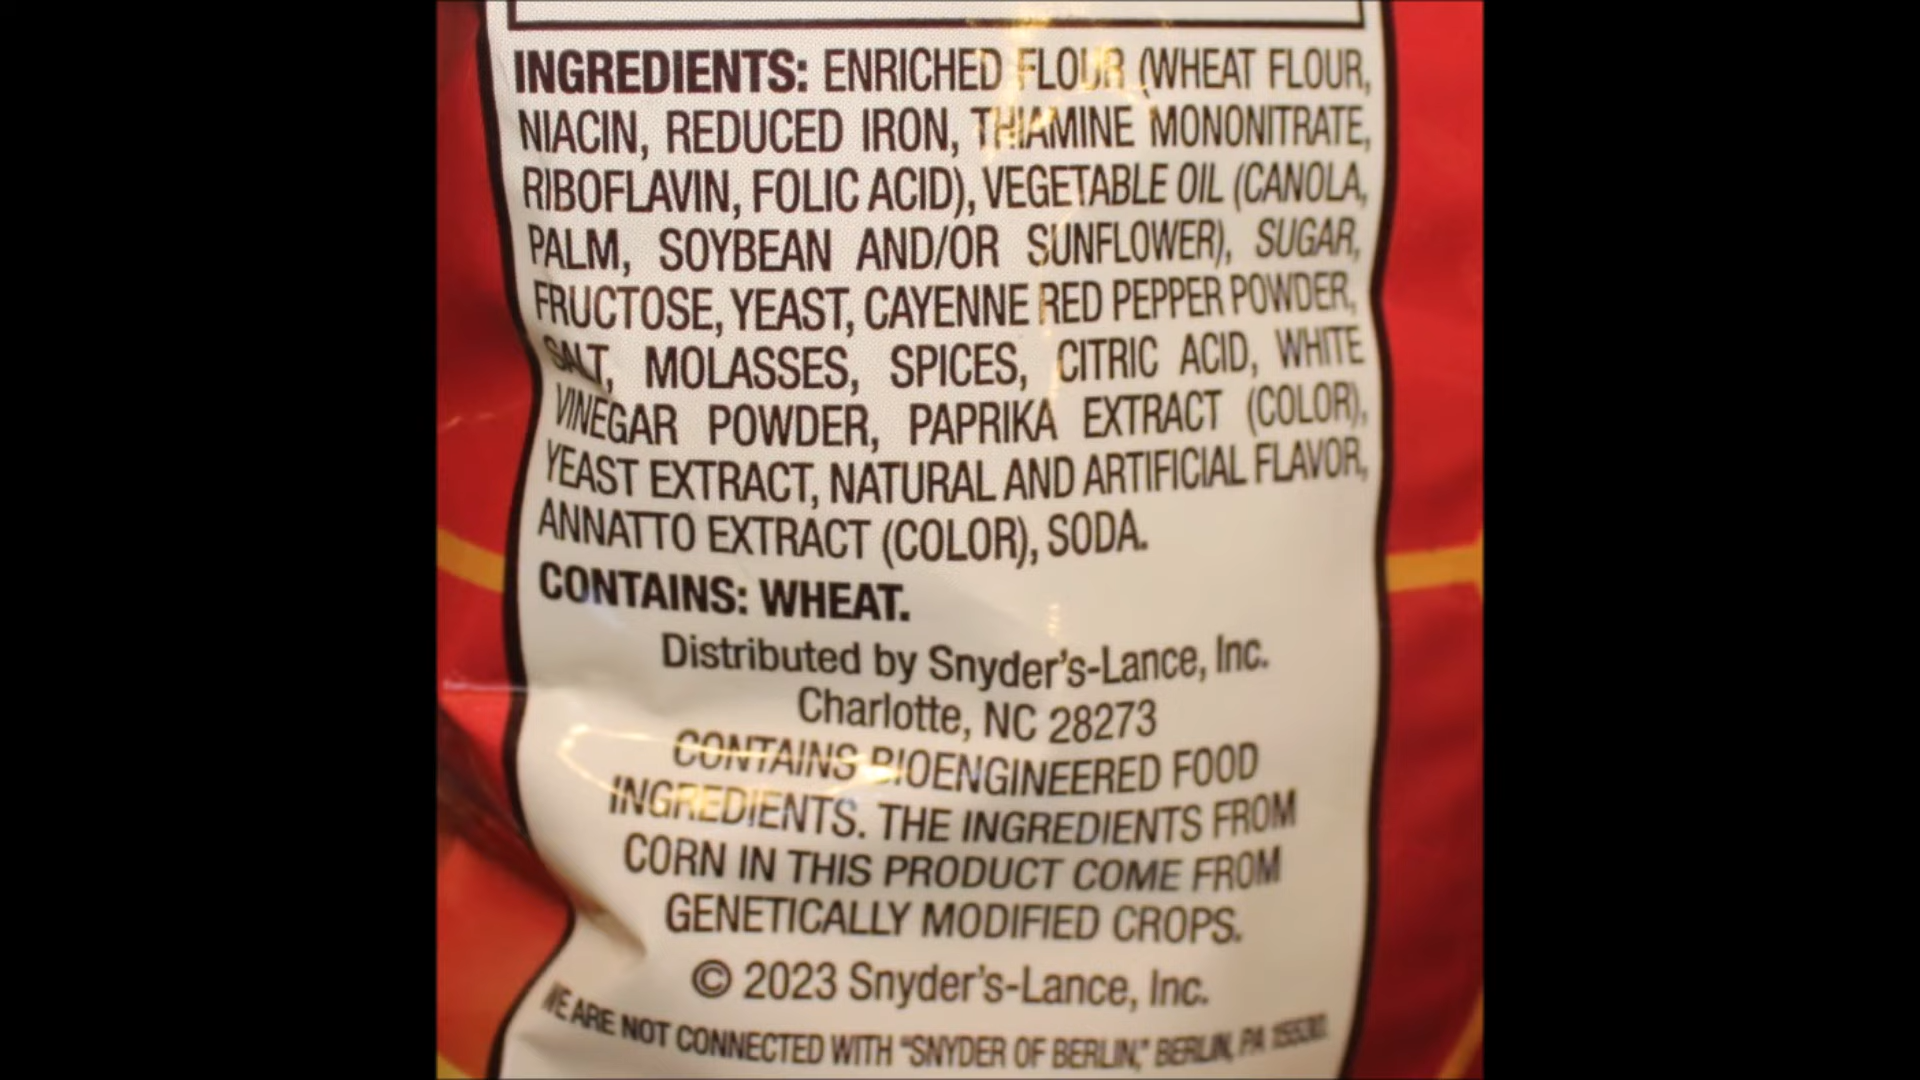 INGREDIENTS: ENRICHED FLOUR (WHEAT FLOUR,
NIACIN, REDUCED IRON, THIAMINE MONONITRATE,
RIBOFLAVIN, FOLIC ACID), VEGETABLE OIL (CANOLA,
PALM, SOYBEAN AND/OR SUNFLOWER), SUGAR,
FRUCTOSE, YEAST, CAYENNE RED PEPPER POWDER,
SALT, MOLASSES, SPICES, CITRIC ACID, WHITE
VINEGAR POWDER, PAPRIKA EXTRACT (COLOR),
YEAST EXTRACT, NATURAL AND ARTIFICIAL FLAVOR,
ANNATTO EXTRACT (COLOR), SODA.
CONTAINS: WHEAT.
Distributed by Snyder's-Lance, Inc.
Charlotte, NC 28273
CONTAINS BIOENGINEERED FOOD
INGREDIENTS. THE INGREDIENTS FROM
CORN IN THIS PRODUCT COME FROM
GENETICALLY MODIFIED CROPS.
© 2023 Snyder's-Lance, Inc.
WE ARE NOT CONNECTED WITH "SNYDER OF BERLIN," BERLIN, PA 15530.